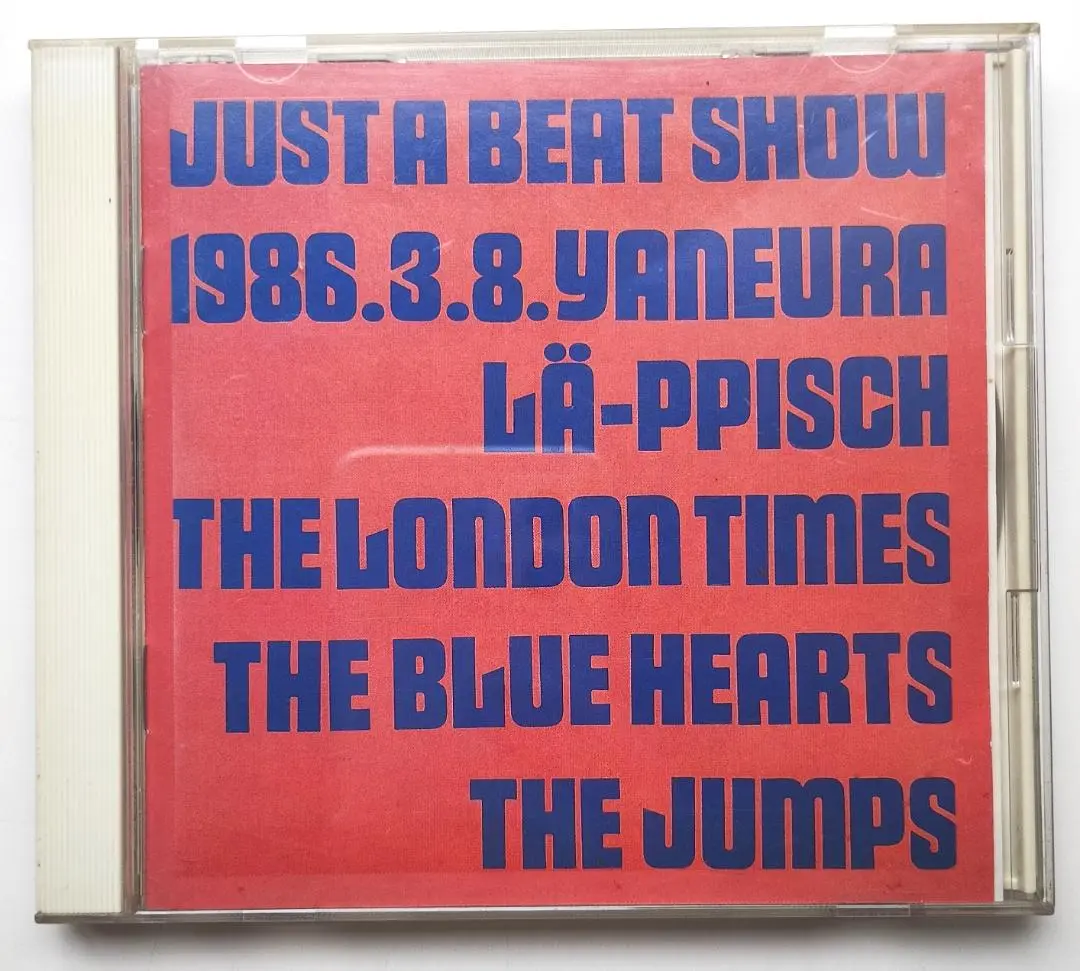 JUST A BEAT SHOW
1986.3.8.YANEURA
LÄ-PPISCH
THE LONDON TIMES
THE BLUE HEARTS
THE JUMPS